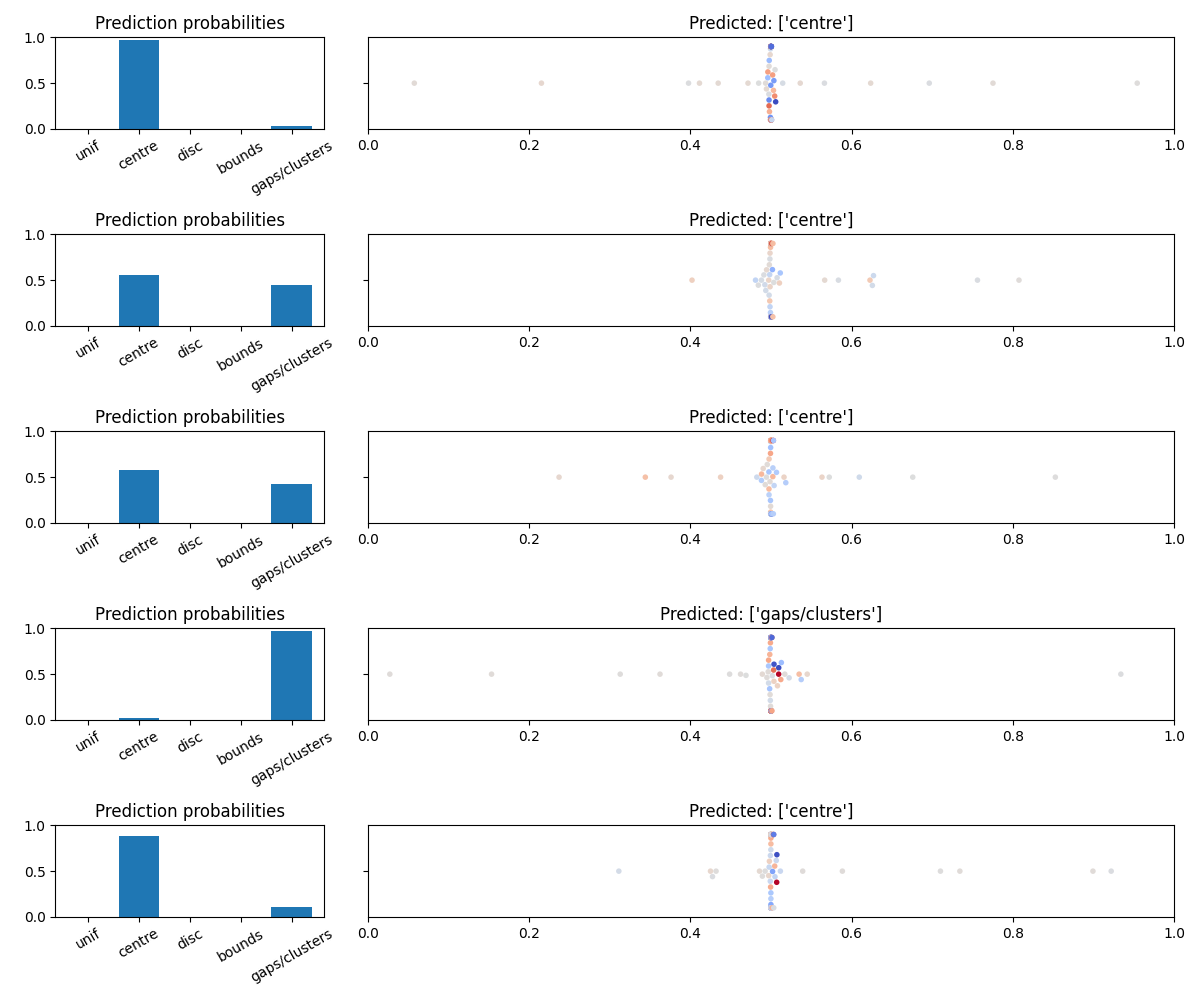 Prediction probabilities
Predicted: ['centre']
1.0
0.5
0.0
unif
centre
disc
bounds
gaps/clusters
0.0 0.2 0.4 0.6 0.8 1.0
Prediction probabilities
Predicted: ['centre']
1.0
0.5
0.0
unif
centre
disc
bounds
gaps/clusters
0.0 0.2 0.4 0.6 0.8 1.0
Prediction probabilities
Predicted: ['centre']
1.0
0.5
0.0
unif
centre
disc
bounds
gaps/clusters
0.0 0.2 0.4 0.6 0.8 1.0
Prediction probabilities
Predicted: ['gaps/clusters']
1.0
0.5
0.0
unif
centre
disc
bounds
gaps/clusters
0.0 0.2 0.4 0.6 0.8 1.0
Prediction probabilities
Predicted: ['centre']
1.0
0.5
0.0
unif
centre
disc
bounds
gaps/clusters
0.0 0.2 0.4 0.6 0.8 1.0